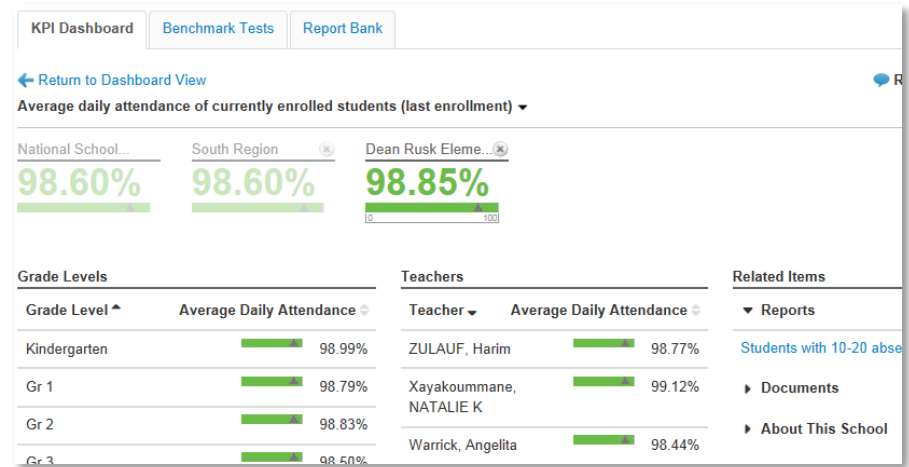 KPI Dashboard Benchmark Tests Report Bank
Return to Dashboard View R
Average daily attendance of currently enrolled students (last enrollment)
National School... South Region Dean Rusk Eleme...
98.60% 98.60% 98.85%
0 100
Grade Levels Teachers Related Items
Grade Level Average Daily Attendance Teacher Average Daily Attendance Reports
Kindergarten 98.99% ZULAUF, Harim 98.77% Students with 10-20 abse
Gr 1 98.79% Xayakoummane, 99.12% Documents
NATALIE K
Gr 2 98.83% About This School
Warrick, Angelita 98.44%
Gr 3 98.50%